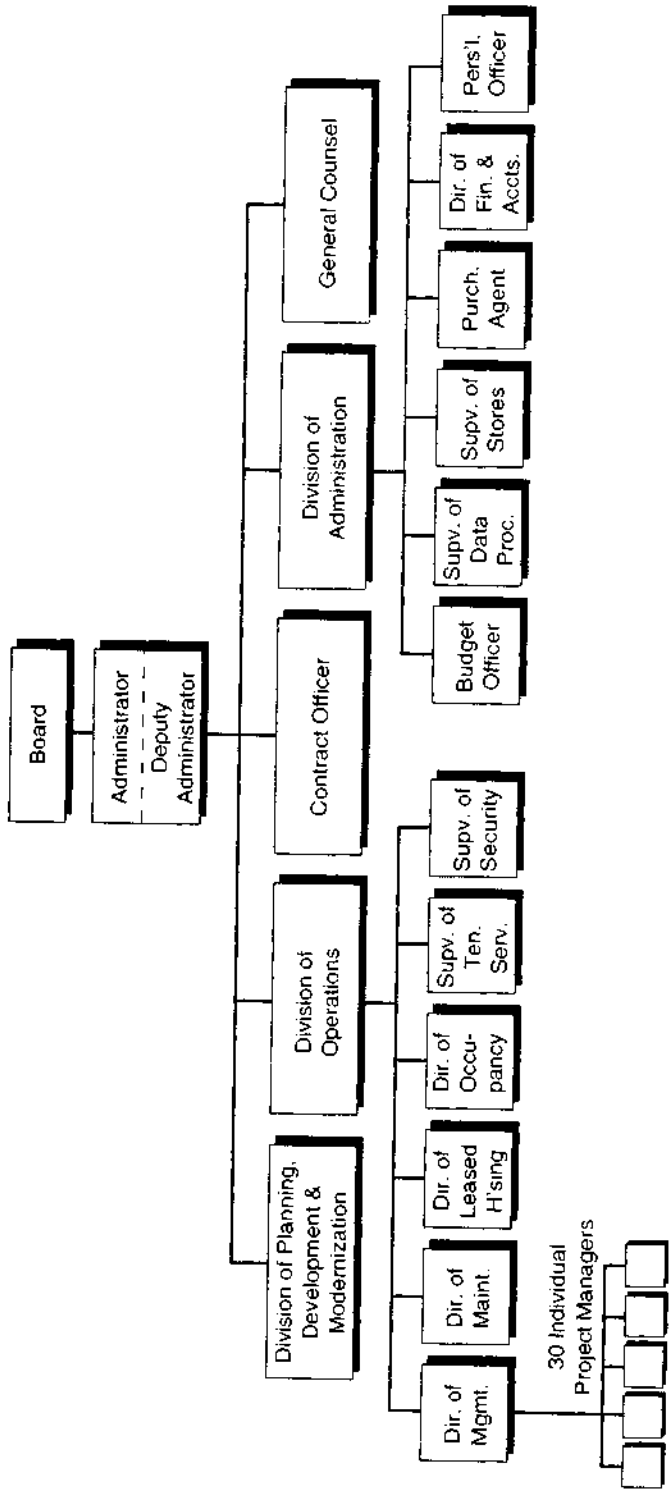 Board
Administrator
Deputy
Administrator
Division of Planning,
Development &
Modernization
Division of
Operations
Contract Officer
Division of
Administration
General Counsel
Dir. of
Mgmt.
Dir. of
Maint.
Dir. of
Leased
H'sing
Dir. of
Occu-
pancy
Supv. of
Ten.
Serv.
Supv. of
Security
Budget
Officer
Supv. of
Data
Proc.
Supv. of
Stores
Purch.
Agent
Dir. of
Fin. &
Accts.
Pers'l.
Officer
30 Individual
Project Managers